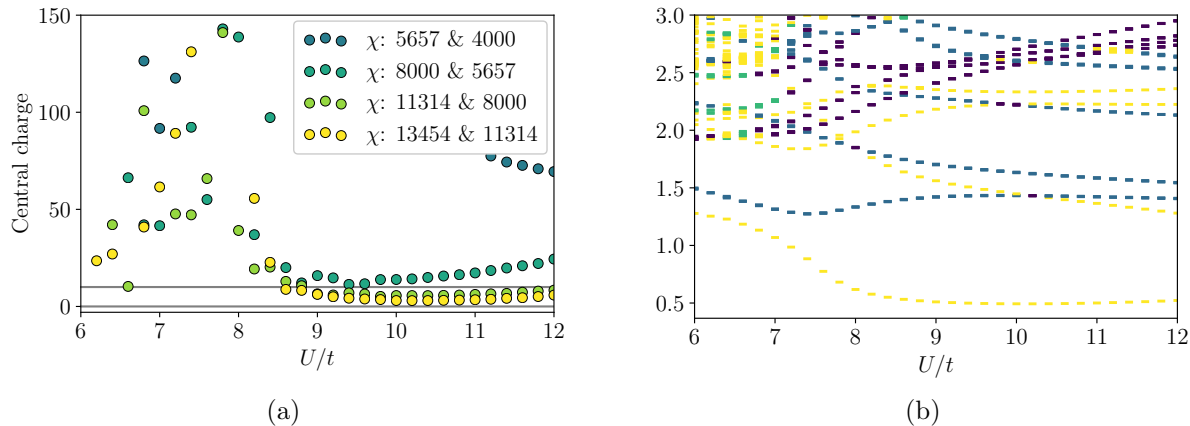 150
100
50
0
Central charge
χ: 5657 & 4000
χ: 8000 & 5657
χ: 11314 & 8000
χ: 13454 & 11314
6 7 8 9 10 11 12
U/t
(a)
3.0
2.5
2.0
1.5
1.0
0.5
6 7 8 9 10 11 12
U/t
(b)